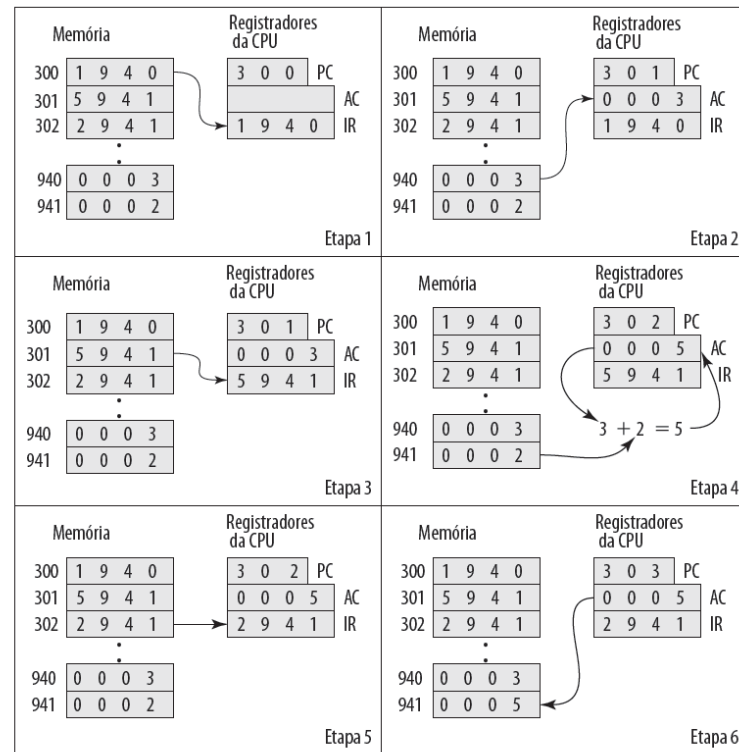 Memória
Registradores
da CPU
300 1 9 4 0 3 0 0 PC
301 5 9 4 1 AC
302 2 9 4 1 1 9 4 0 IR
940 0 0 0 3
941 0 0 0 2
Etapa 1
Memória
Registradores
da CPU
300 1 9 4 0 3 0 1 PC
301 5 9 4 1 0 0 0 3 AC
302 2 9 4 1 1 9 4 0 IR
940 0 0 0 3
941 0 0 0 2
Etapa 2
Memória
Registradores
da CPU
300 1 9 4 0 3 0 1 PC
301 5 9 4 1 0 0 0 3 AC
302 2 9 4 1 5 9 4 1 IR
940 0 0 0 3
941 0 0 0 2
Etapa 3
Memória
Registradores
da CPU
300 1 9 4 0 3 0 2 PC
301 5 9 4 1 0 0 0 5 AC
302 2 9 4 1 5 9 4 1 IR
940 0 0 0 3 3 + 2 = 5
941 0 0 0 2
Etapa 4
Memória
Registradores
da CPU
300 1 9 4 0 3 0 2 PC
301 5 9 4 1 0 0 0 5 AC
302 2 9 4 1 2 9 4 1 IR
940 0 0 0 3
941 0 0 0 2
Etapa 5
Memória
Registradores
da CPU
300 1 9 4 0 3 0 3 PC
301 5 9 4 1 0 0 0 5 AC
302 2 9 4 1 2 9 4 1 IR
940 0 0 0 3
941 0 0 0 5
Etapa 6